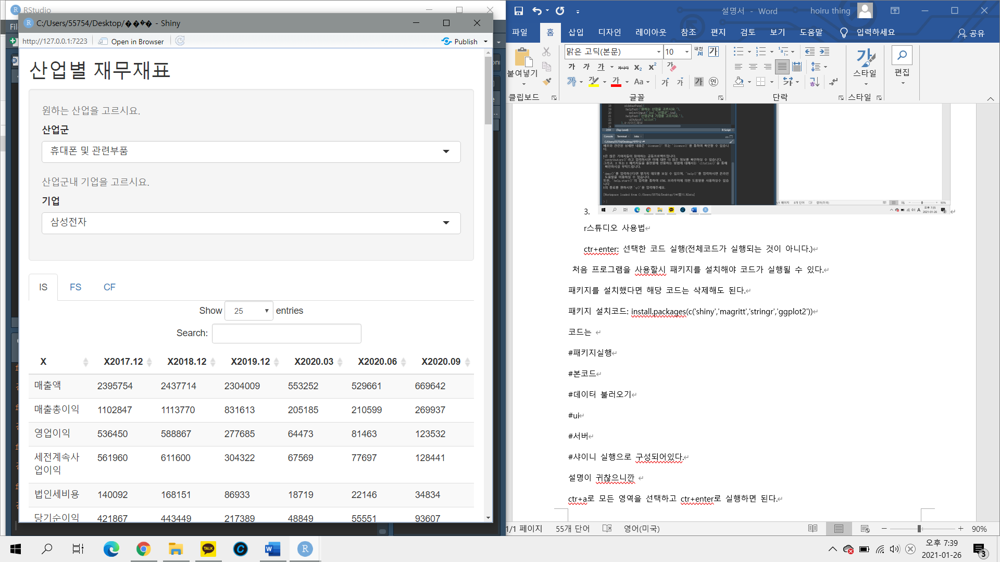 RStudio
C:/Users/55754/Desktop/��ʲ� - Shiny
http://127.0.0.1:7223
Open in Browser
Publish
산업별 재무재표
원하는 산업을 고르시요.
산업군
휴대폰 및 관련부품
산업군내 기업을 고르시요.
기업
삼성전자
IS FS CF
Show 25 entries
Search:
X X2017.12 X2018.12 X2019.12 X2020.03 X2020.06 X2020.09
매출액 2395754 2437714 2304009 553252 529661 669642
매출총이익 1102847 1113770 831613 205185 210599 269937
영업이익 536450 588867 277685 64473 81463 123532
세전계속사업이익 561960 611600 304322 67569 77697 128441
법인세비용 140092 168151 86933 18719 22146 34834
당기순이익 421867 443449 217389 48849 55551 93607
설명서 - Word
hoiru thing
파일 홈 삽입 디자인 레이아웃 참조 편지 검토 보기 도움말 입력하세요 공유
붙여넣기
맑은 고딕(본문) 10
스타일
편집
클립보드 글꼴 단락 스타일
3.
r스튜디오 사용법
ctr+enter: 선택한 코드 실행(전체코드가 실행되는 것이 아니다.)
처음 프로그램을 사용할시 패키지를 설치해야 코드가 실행될 수 있다.
패키지를 설치했다면 해당 코드는 삭제해도 된다.
패키지 설치코드: install.packages(c('shiny','magritt','stringr','ggplot2'))
코드는
#패키지실행
#본코드
#데이터 불러오기
#ui
#서버
#샤이니 실행으로 구성되어있다.
설명이 귀찮으니깐
ctr+a로 모든 영역을 선택하고 ctr+enter로 실행하면 된다.
1/1 페이지 55개 단어 영어(미국) 90%
오후 7:39
2021-01-26
3